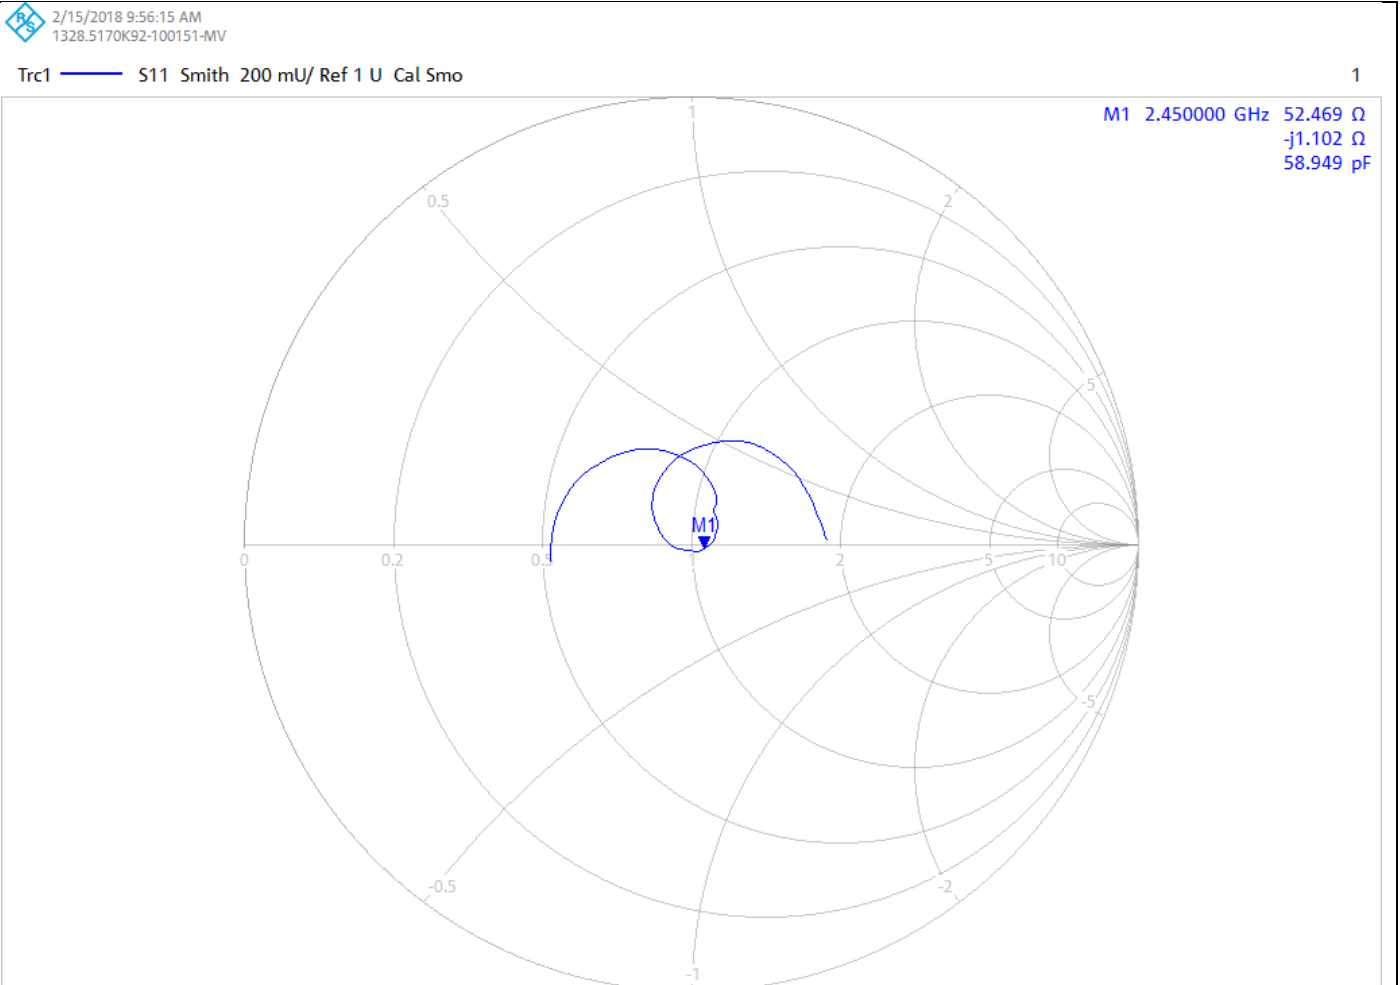 R&S
2/15/2018 9:56:15 AM
1328.5170K92-100151-MV
Trc1 S11 Smith 200 mU/ Ref 1 U Cal Smo 1
M1 2.450000 GHz 52.469 Ω
-j1.102 Ω
58.949 pF
1
0.5 2
5
M1
0 0.2 0.5 1 2 5 10
-5
-0.5 -2
-1